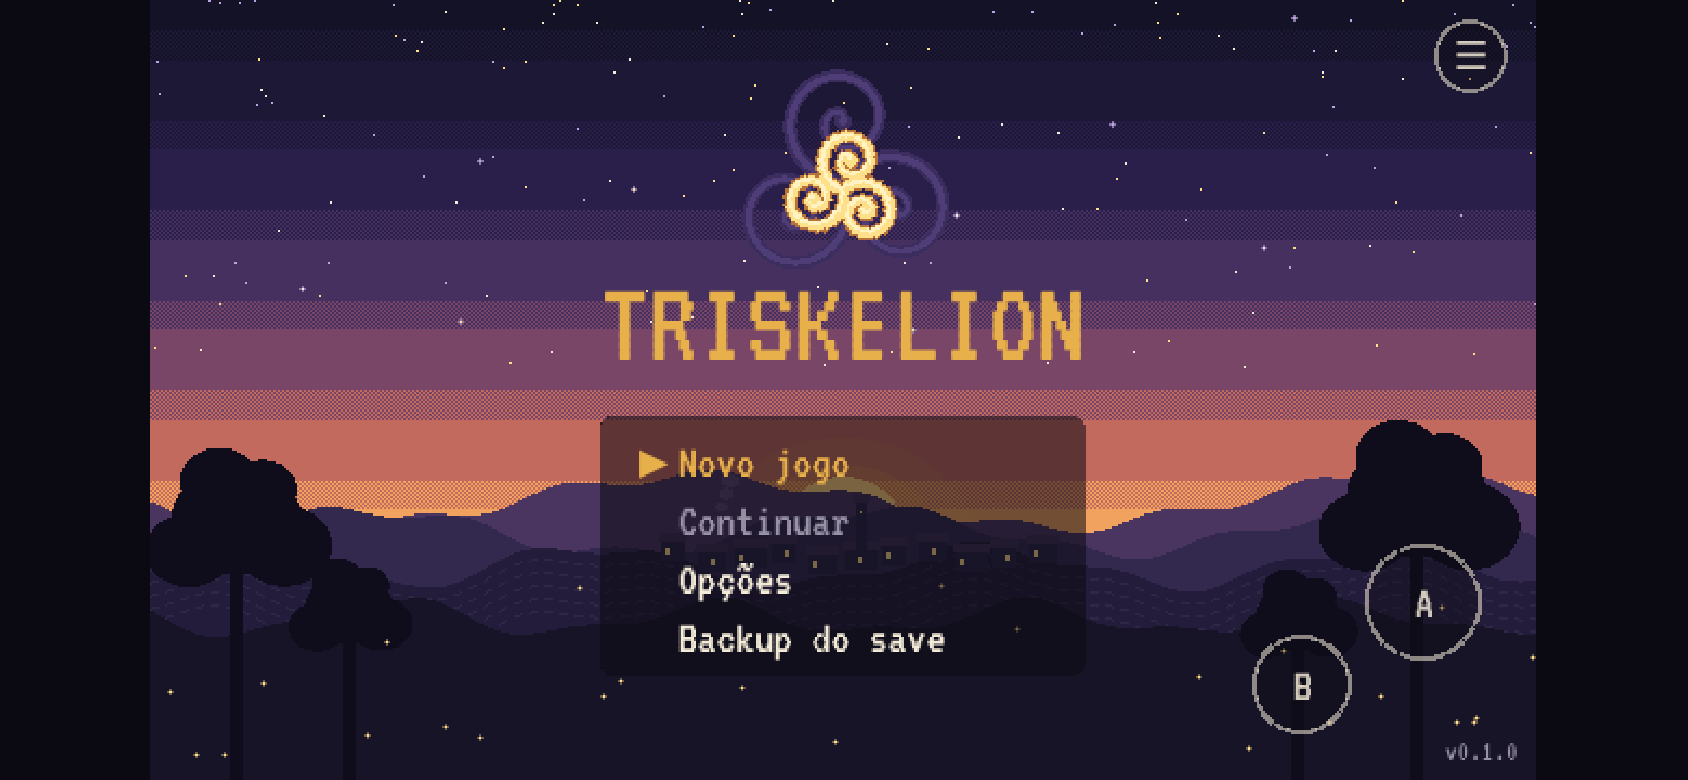 TRISKELION
Novo jogo
Continuar
Opções
Backup do save
A
B
v0.1.0